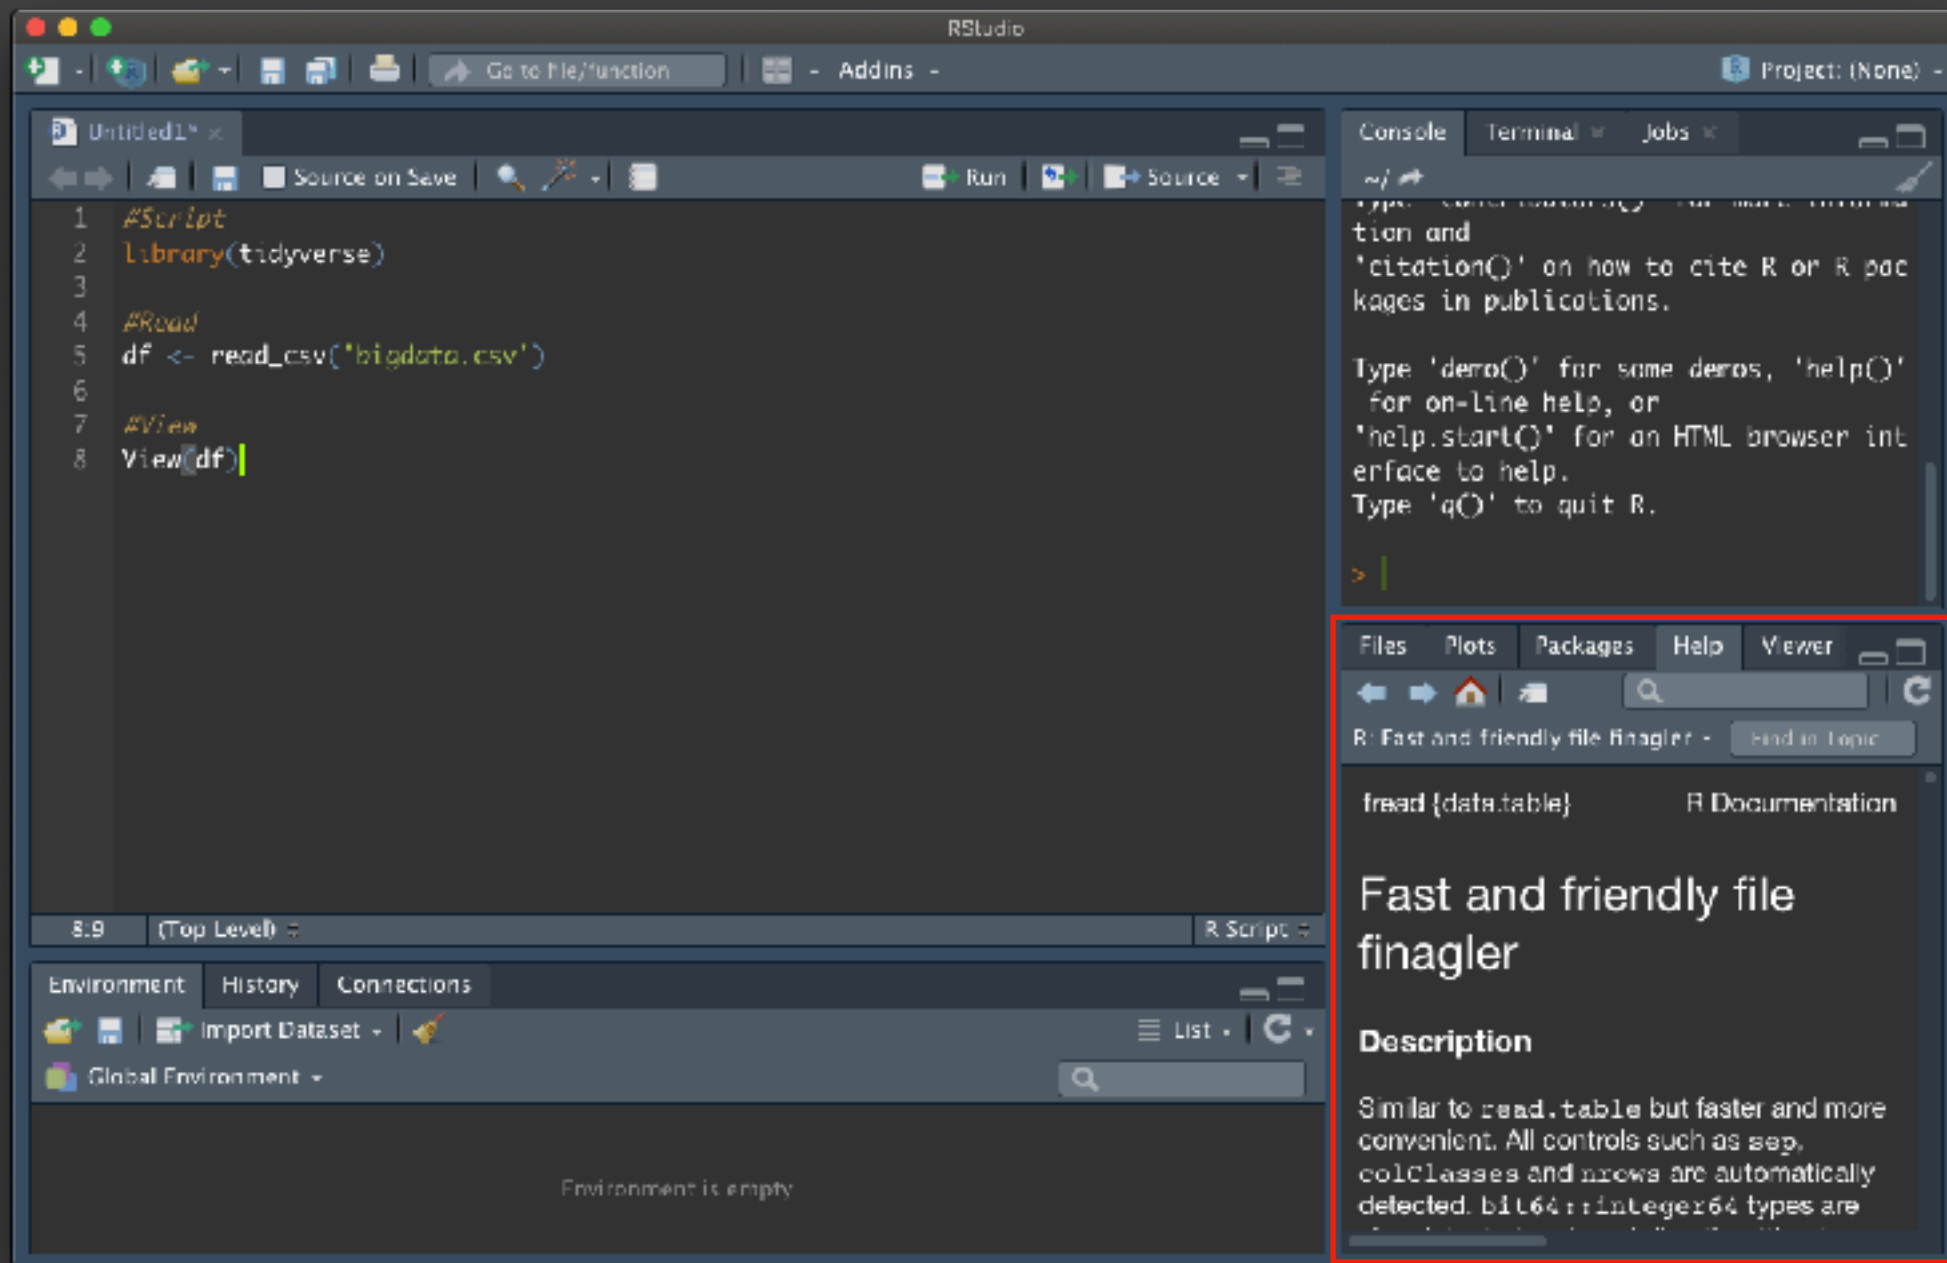 RStudio
Go to file/function
Addins
Project: (None)
Untitled1*
Source on Save
Run
Source
1 #Script
2 library(tidyverse)
3
4 #Read
5 df <- read_csv('bigdata.csv')
6
7 #View
8 View(df)
8:9 (Top Level)
R Script
Environment History Connections
Import Dataset
List
Global Environment
Environment is empty
Console Terminal Jobs
~/
Type 'contributors()' for more informa
tion and
'citation()' on how to cite R or R pac
kages in publications.
Type 'demo()' for some demos, 'help()'
for on-line help, or
'help.start()' for an HTML browser int
erface to help.
Type 'q()' to quit R.
>
Files Plots Packages Help Viewer
R: Fast and friendly file finagler
Find in Topic
fread {data.table} R Documentation
Fast and friendly file
finagler
Description
Similar to read.table but faster and more
convenient. All controls such as sep,
colClasses and nrows are automatically
detected. bit64::integer64 types are